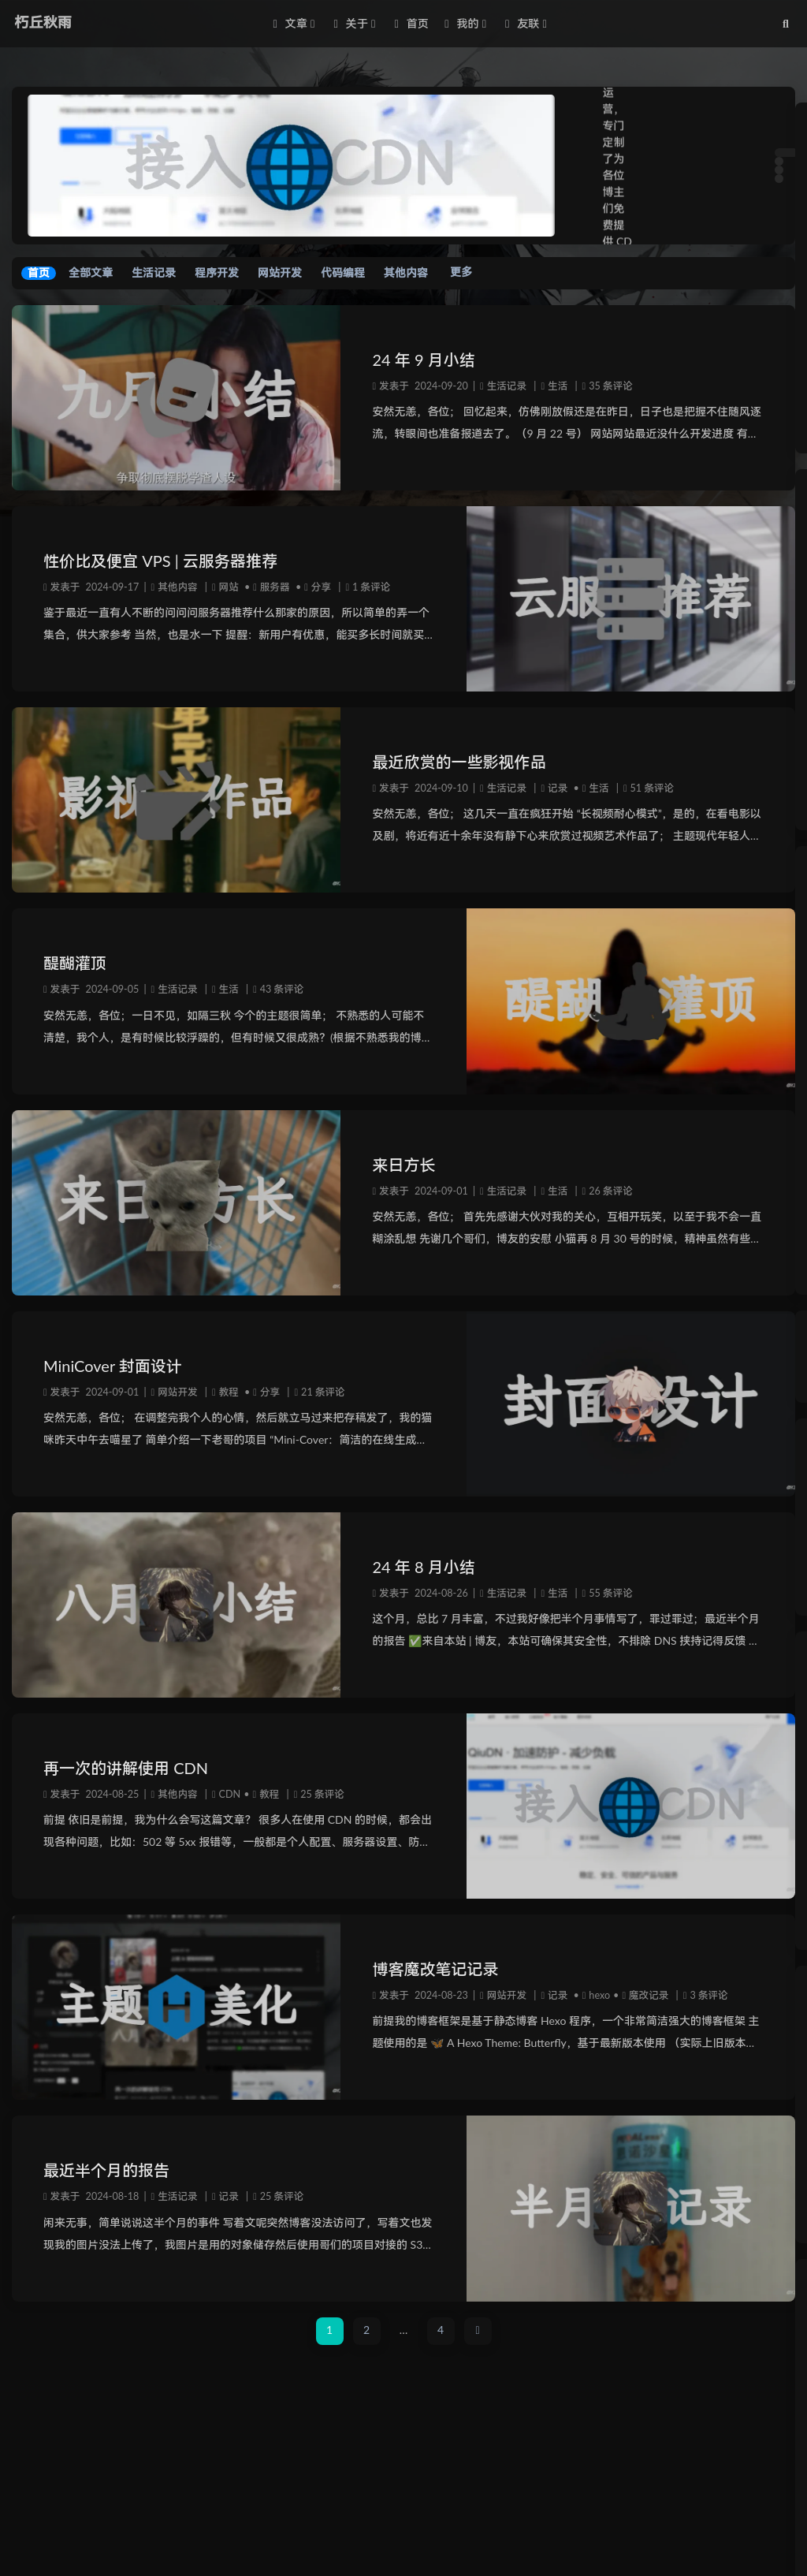 朽丘秋雨
文章 关于 首页 我的 友联
接入 CDN
运
营，
专门
定制
了为
各位
博主
们免
费提
供 CD
首页 全部文章 生活记录 程序开发 网站开发 代码编程 其他内容 更多
九月 小结
争取彻底摆脱学渣人设
24 年 9 月小结
发表于 2024-09-20 | 生活记录 | 生活 | 35 条评论
安然无恙，各位； 回忆起来，仿佛刚放假还是在昨日，日子也是把握不住随风逐
流，转眼间也准备报道去了。（9 月 22 号） 网站网站最近没什么开发进度 有...
性价比及便宜 VPS | 云服务器推荐
发表于 2024-09-17 | 其他内容 | 网站 • 服务器 • 分享 | 1 条评论
鉴于最近一直有人不断的问问问服务器推荐什么那家的原因，所以简单的弄一个
集合，供大家参考 当然，也是水一下 提醒：新用户有优惠，能买多长时间就买...
云服 推荐
影视 作品
最近欣赏的一些影视作品
发表于 2024-09-10 | 生活记录 | 记录 • 生活 | 51 条评论
安然无恙，各位； 这几天一直在疯狂开始 “长视频耐心模式”，是的，在看电影以
及剧，将近有近十余年没有静下心来欣赏过视频艺术作品了； 主题现代年轻人...
醍醐灌顶
发表于 2024-09-05 | 生活记录 | 生活 | 43 条评论
安然无恙，各位；一日不见，如隔三秋 今个的主题很简单； 不熟悉的人可能不
清楚，我个人，是有时候比较浮躁的，但有时候又很成熟？(根据不熟悉我的博...
醍醐 灌顶
来日 方长
来日方长
发表于 2024-09-01 | 生活记录 | 生活 | 26 条评论
安然无恙，各位； 首先先感谢大伙对我的关心，互相开玩笑，以至于我不会一直
糊涂乱想 先谢几个哥们，博友的安慰 小猫再 8 月 30 号的时候，精神虽然有些...
MiniCover 封面设计
发表于 2024-09-01 | 网站开发 | 教程 • 分享 | 21 条评论
安然无恙，各位； 在调整完我个人的心情，然后就立马过来把存稿发了，我的猫
咪昨天中午去喵星了 简单介绍一下老哥的项目 “Mini-Cover：简洁的在线生成...
封面 设计
八月 小结
24 年 8 月小结
发表于 2024-08-26 | 生活记录 | 生活 | 55 条评论
这个月，总比 7 月丰富，不过我好像把半个月事情写了，罪过罪过；最近半个月
的报告 ✅来自本站 | 博友，本站可确保其安全性，不排除 DNS 挟持记得反馈 ...
再一次的讲解使用 CDN
发表于 2024-08-25 | 其他内容 | CDN • 教程 | 25 条评论
前提 依旧是前提，我为什么会写这篇文章？ 很多人在使用 CDN 的时候，都会出
现各种问题，比如：502 等 5xx 报错等，一般都是个人配置、服务器设置、防...
QiuDN · 加速防护 - 减少负载
接入 CDN
主题 美化
博客魔改笔记记录
发表于 2024-08-23 | 网站开发 | 记录 • hexo • 魔改记录 | 3 条评论
前提我的博客框架是基于静态博客 Hexo 程序，一个非常简洁强大的博客框架 主
题使用的是 🦋 A Hexo Theme: Butterfly，基于最新版本使用 （实际上旧版本...
最近半个月的报告
发表于 2024-08-18 | 生活记录 | 记录 | 25 条评论
闲来无事，简单说说这半个月的事件 写着文呢突然博客没法访问了，写着文也发
现我的图片没法上传了，我图片是用的对象储存然后使用哥们的项目对接的 S3...
半月 记录
1 2 ... 4